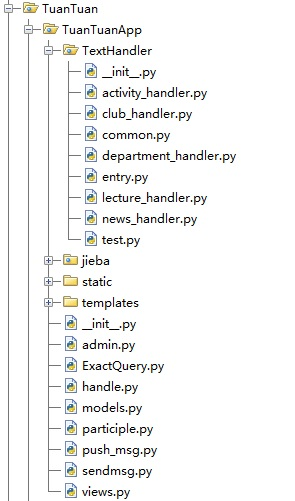 TuanTuan
TuanTuanApp
TextHandler
__init__.py
activity_handler.py
club_handler.py
common.py
department_handler.py
entry.py
lecture_handler.py
news_handler.py
test.py
jieba
static
templates
__init__.py
admin.py
ExactQuery.py
handle.py
models.py
participle.py
push_msg.py
sendmsg.py
views.py